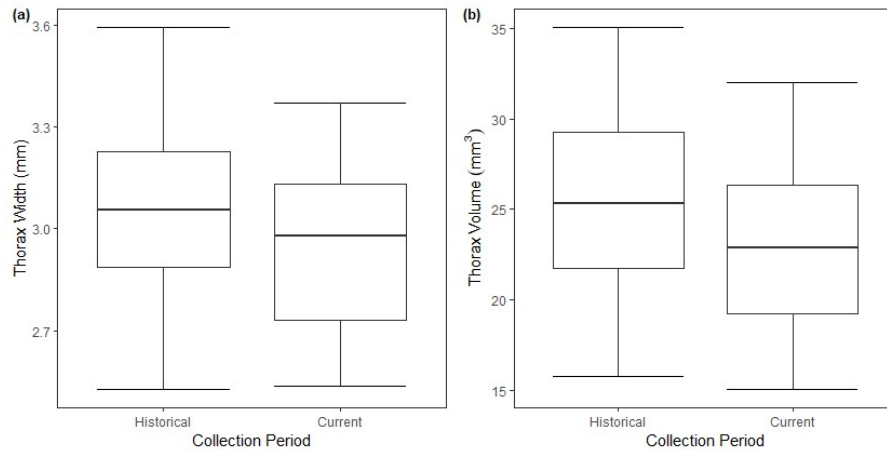 (a)
3.6
3.3
3.0
2.7
Thorax Width (mm)
Historical Current
Collection Period
(b)
35
30
25
20
15
Thorax Volume (mm³)
Historical Current
Collection Period